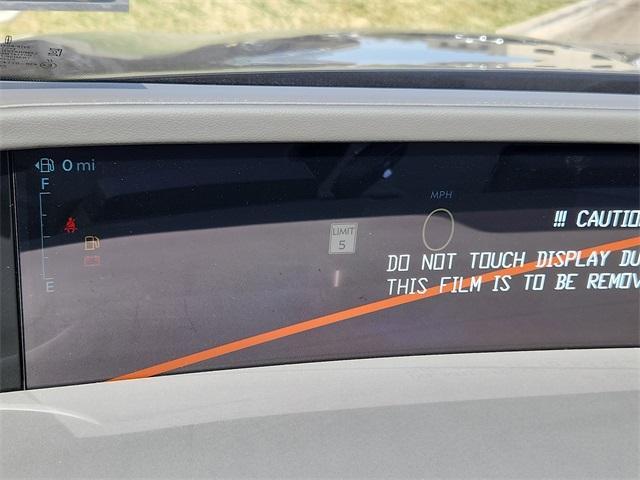 0 mi
F
MPH
!!! CAUTIO
LIMIT
5
DO NOT TOUCH DISPLAY DU
THIS FILM IS TO BE REMOV
E